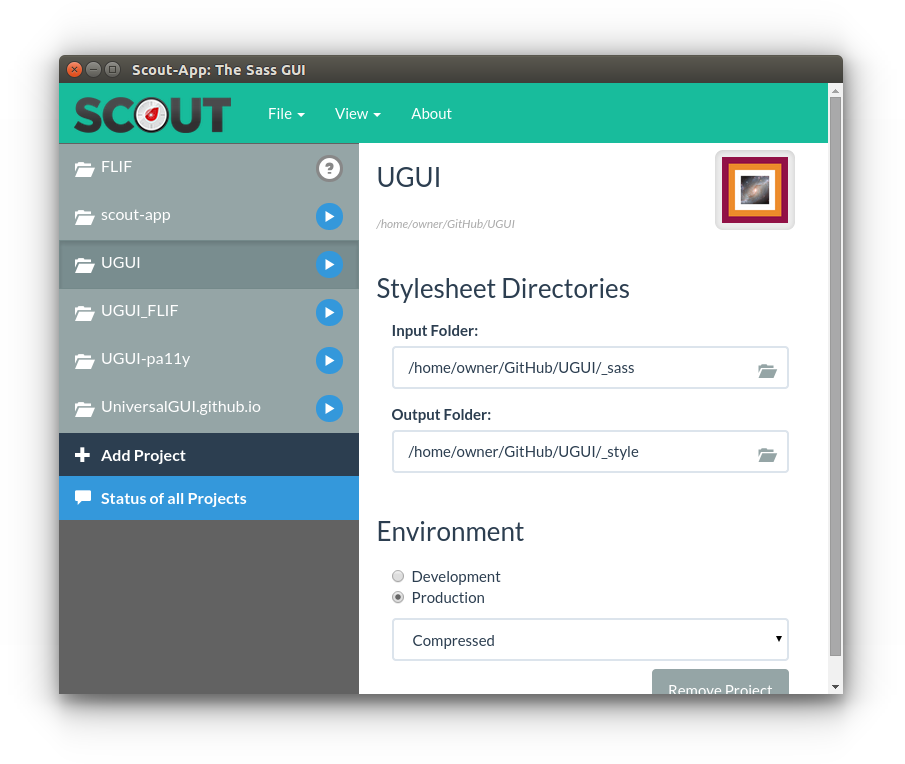 Scout-App: The Sass GUI
SCOUT
File
View
About
FLIF
?
scout-app
UGUI
UGUI_FLIF
UGUI-pa11y
UniversalGUI.github.io
Add Project
Status of all Projects
UGUI
/home/owner/GitHub/UGUI
Stylesheet Directories
Input Folder:
/home/owner/GitHub/UGUI/_sass
Output Folder:
/home/owner/GitHub/UGUI/_style
Environment
Development
Production
Compressed
Remove Project